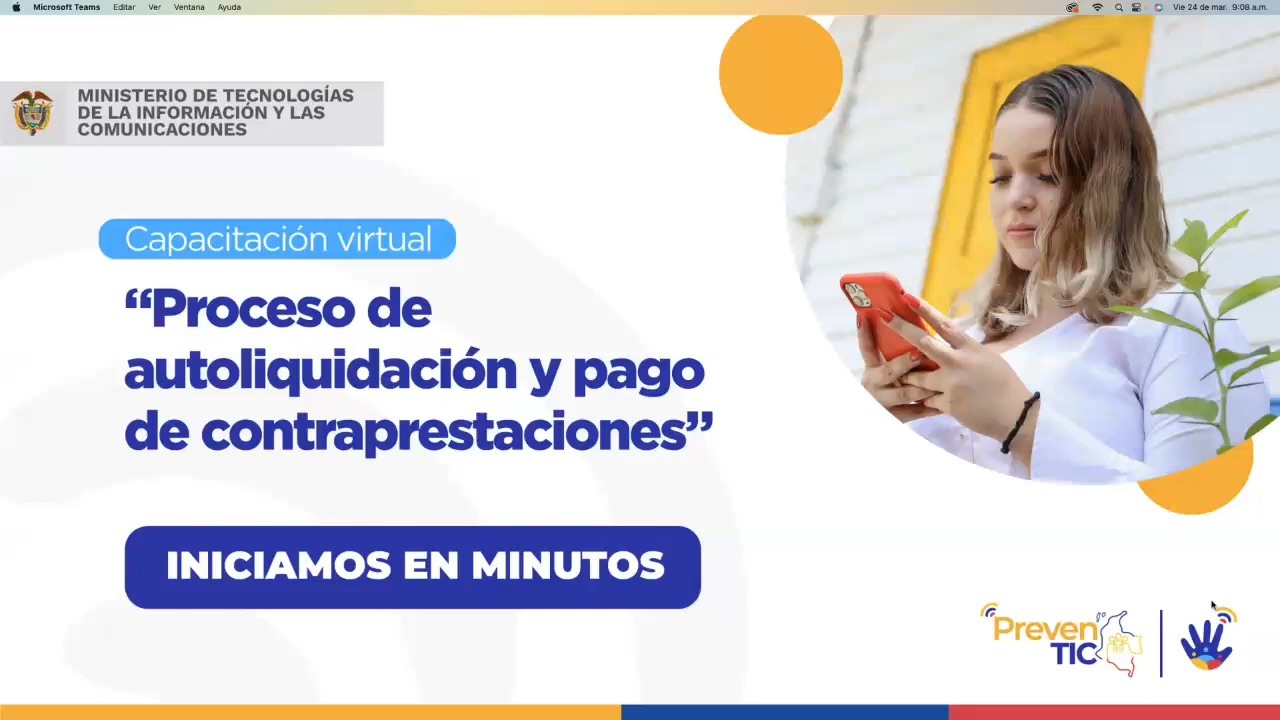 Microsoft Teams Editar Ver Ventana Ayuda Vie 24 de mar. 9:08 a.m.
MINISTERIO DE TECNOLOGÍAS
DE LA INFORMACIÓN Y LAS
COMUNICACIONES
Capacitación virtual
“Proceso de
autoliquidación y pago
de contraprestaciones”
INICIAMOS EN MINUTOS
Preven
TIC